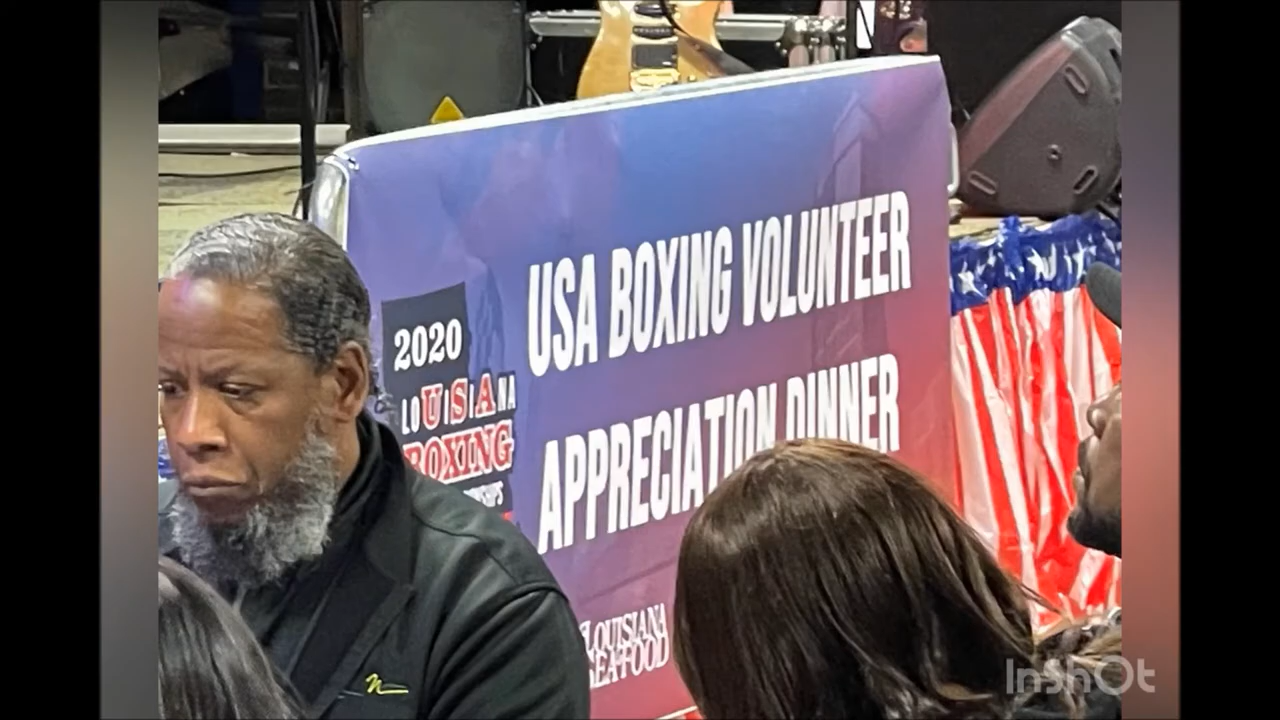 USA BOXING VOLUNTEER
APPRECIATION DINNER
2020
LOUISIANA
BOXING
LOUISIANA
SEAFOOD
InShOt